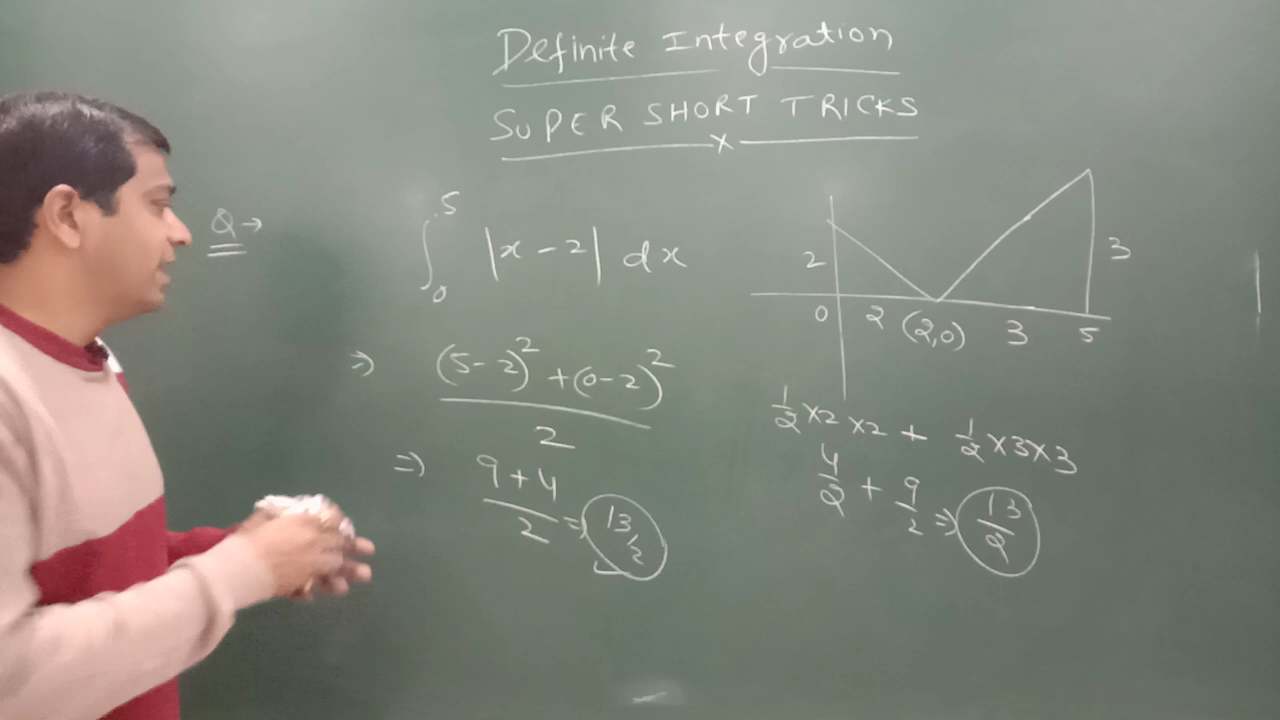 Definite Integration
SUPER SHORT TRICKS
x
Q→
∫₀⁵ |x - 2| dx
⇒ ((5-2)² + (0-2)²)/2
⇒ (9+4)/2 ⇒ 13/2
2
3
0 2 (2,0) 3 5
1/2 ×2 ×2 + 1/2 ×3×3
4/2 + 9/2 ⇒ 13/2